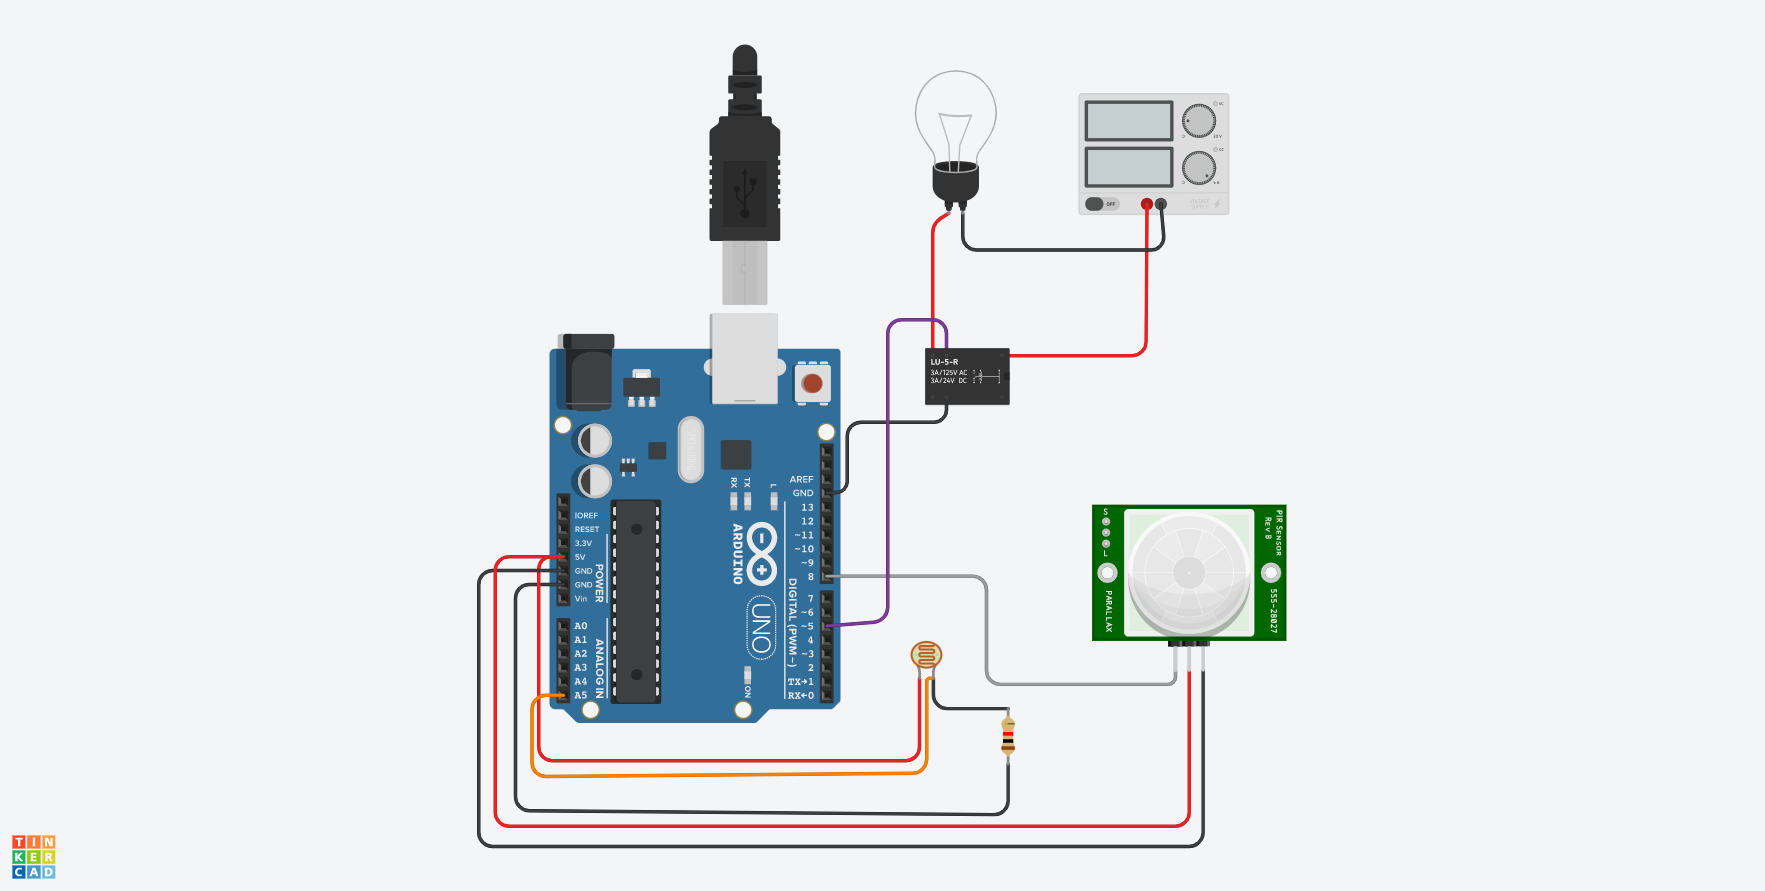 OFF
LU-5-R
3A/125V AC
3A/24V DC
RX
TX
L
AREF
GND
13
12
~11
~10
~9
8
7
~6
~5
4
~3
2
TX→1
RX←0
DIGITAL (PWM~)
IOREF
RESET
3.3V
5V
GND
GND
Vin
POWER
A0
A1
A2
A3
A4
A5
ANALOG IN
ARDUINO
UNO
ON
S
L
PIR SENSOR
REV B
PARALLAX
555-28027
TIN
KER
CAD